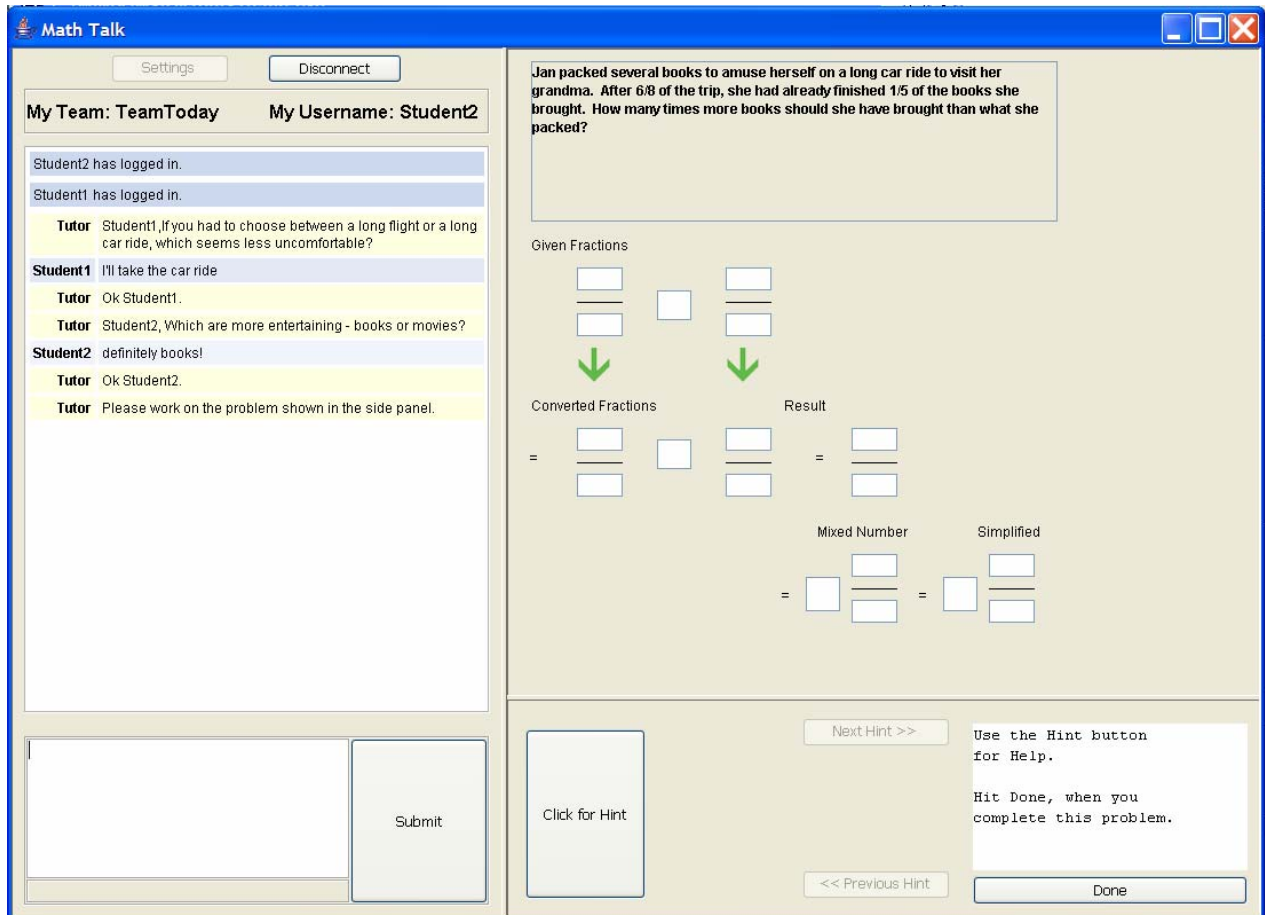 Math Talk
Settings
Disconnect
My Team: TeamToday
My Username: Student2
Student2 has logged in.
Student1 has logged in.
Tutor Student1,If you had to choose between a long flight or a long
car ride, which seems less uncomfortable?
Student1 I'll take the car ride
Tutor Ok Student1.
Tutor Student2, Which are more entertaining - books or movies?
Student2 definitely books!
Tutor Ok Student2.
Tutor Please work on the problem shown in the side panel.
Submit
Jan packed several books to amuse herself on a long car ride to visit her
grandma. After 6/8 of the trip, she had already finished 1/5 of the books she
brought. How many times more books should she have brought than what she
packed?
Given Fractions
Converted Fractions
Result
=
=
Mixed Number
Simplified
=
=
Click for Hint
Next Hint >>
<< Previous Hint
Use the Hint button
for Help.
Hit Done, when you
complete this problem.
Done